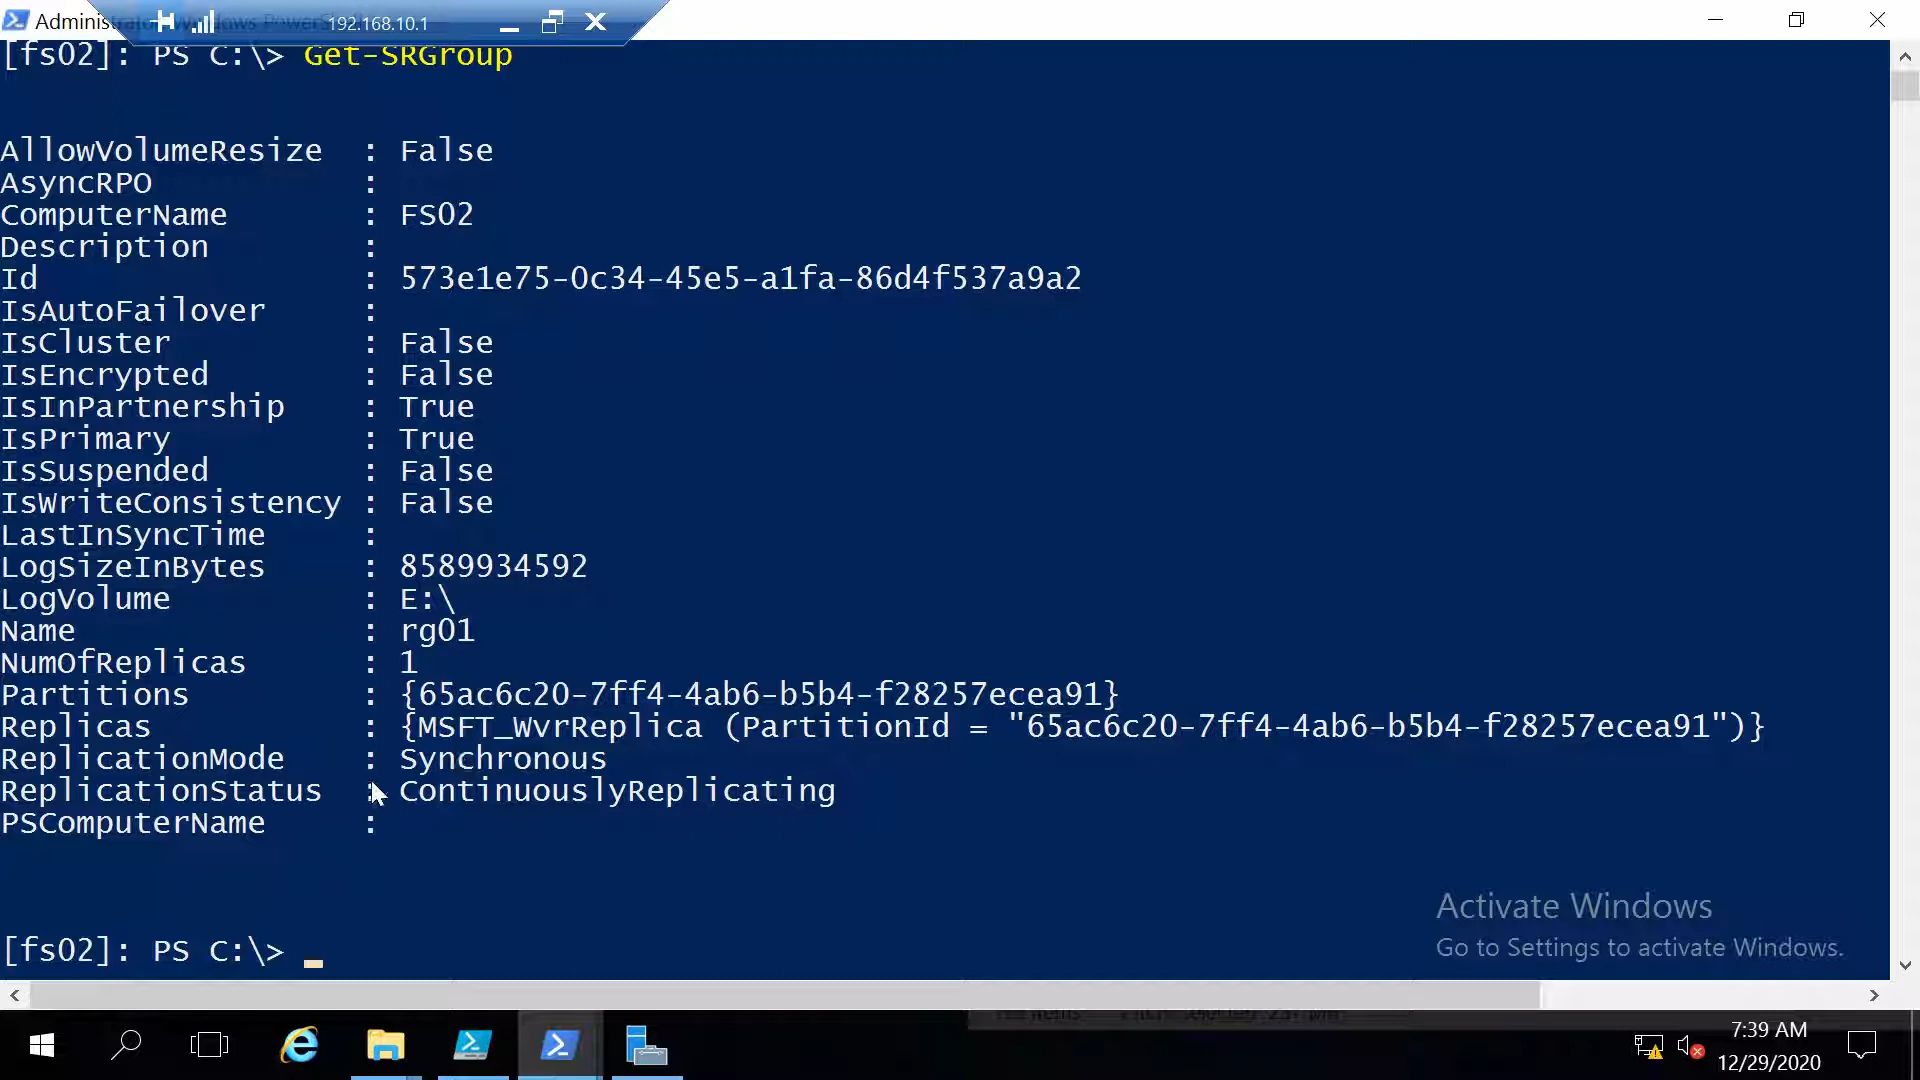 Administrator: Windows PowerShell
192.168.10.1
[fs02]: PS C:\> Get-SRGroup
AllowVolumeResize : False
AsyncRPO :
ComputerName : FS02
Description :
Id : 573e1e75-0c34-45e5-a1fa-86d4f537a9a2
IsAutoFailover :
IsCluster : False
IsEncrypted : False
IsInPartnership : True
IsPrimary : True
IsSuspended : False
IsWriteConsistency : False
LastInSyncTime :
LogSizeInBytes : 8589934592
LogVolume : E:\
Name : rg01
NumOfReplicas : 1
Partitions : {65ac6c20-7ff4-4ab6-b5b4-f28257ecea91}
Replicas : {MSFT_WvrReplica (PartitionId = "65ac6c20-7ff4-4ab6-b5b4-f28257ecea91")}
ReplicationMode : Synchronous
ReplicationStatus : ContinuouslyReplicating
PSComputerName :
[fs02]: PS C:\>
Activate Windows
Go to Settings to activate Windows.
7:39 AM
12/29/2020